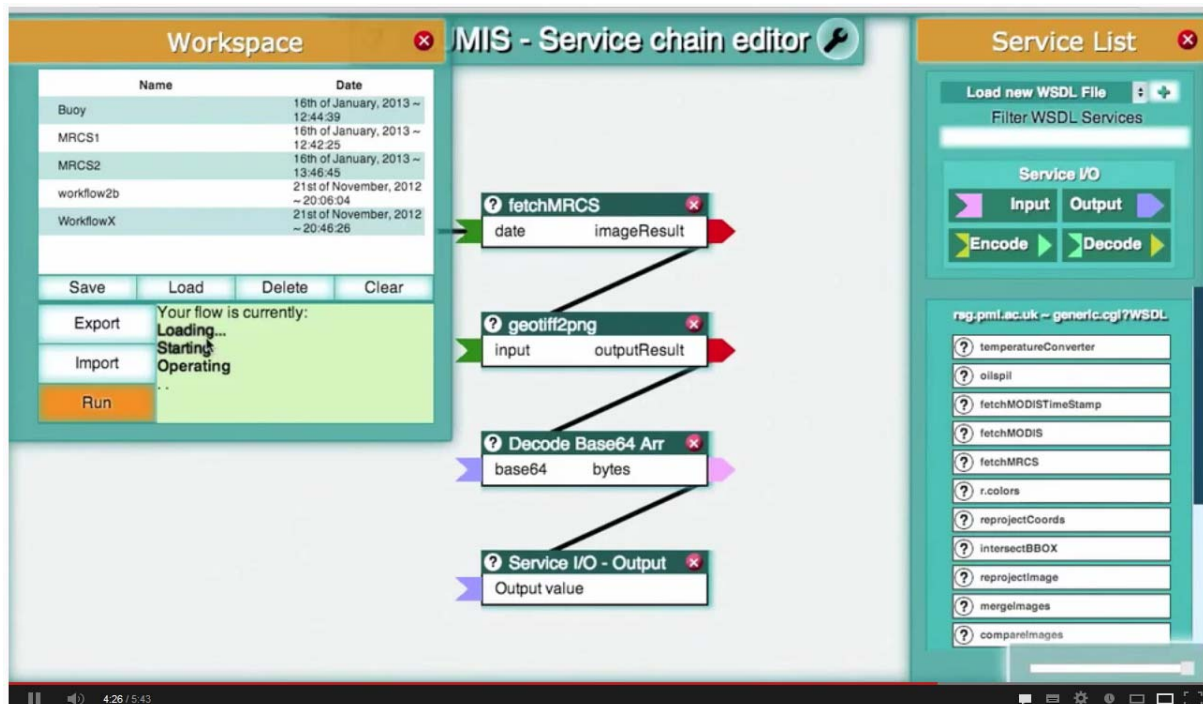 Workspace
JMIS - Service chain editor
Service List
Name Date
Buoy 16th of January, 2013 ~ 12:44:39
MRCS1 16th of January, 2013 ~ 12:42:25
MRCS2 16th of January, 2013 ~ 13:46:45
workflow2b 21st of November, 2012 ~ 20:06:04
WorkflowX 21st of November, 2012 ~ 20:46:26
Save Load Delete Clear
Export
Import
Run
Your flow is currently:
Loading...
Starting
Operating
. .
? fetchMRCS
date imageResult
? geotiff2png
input outputResult
? Decode Base64 Arr
base64 bytes
? Service I/O - Output
Output value
Load new WSDL File
Filter WSDL Services
Service I/O
Input Output
Encode Decode
rsg.pml.ac.uk ~ generic.cgi?WSDL
? temperatureConverter
? oilspil
? fetchMODISTimeStamp
? fetchMODIS
? fetchMRCS
? r.colors
? reprojectCoords
? intersectBBOX
? reprojectImage
? mergeImages
? compareImages
4:26 / 5:43